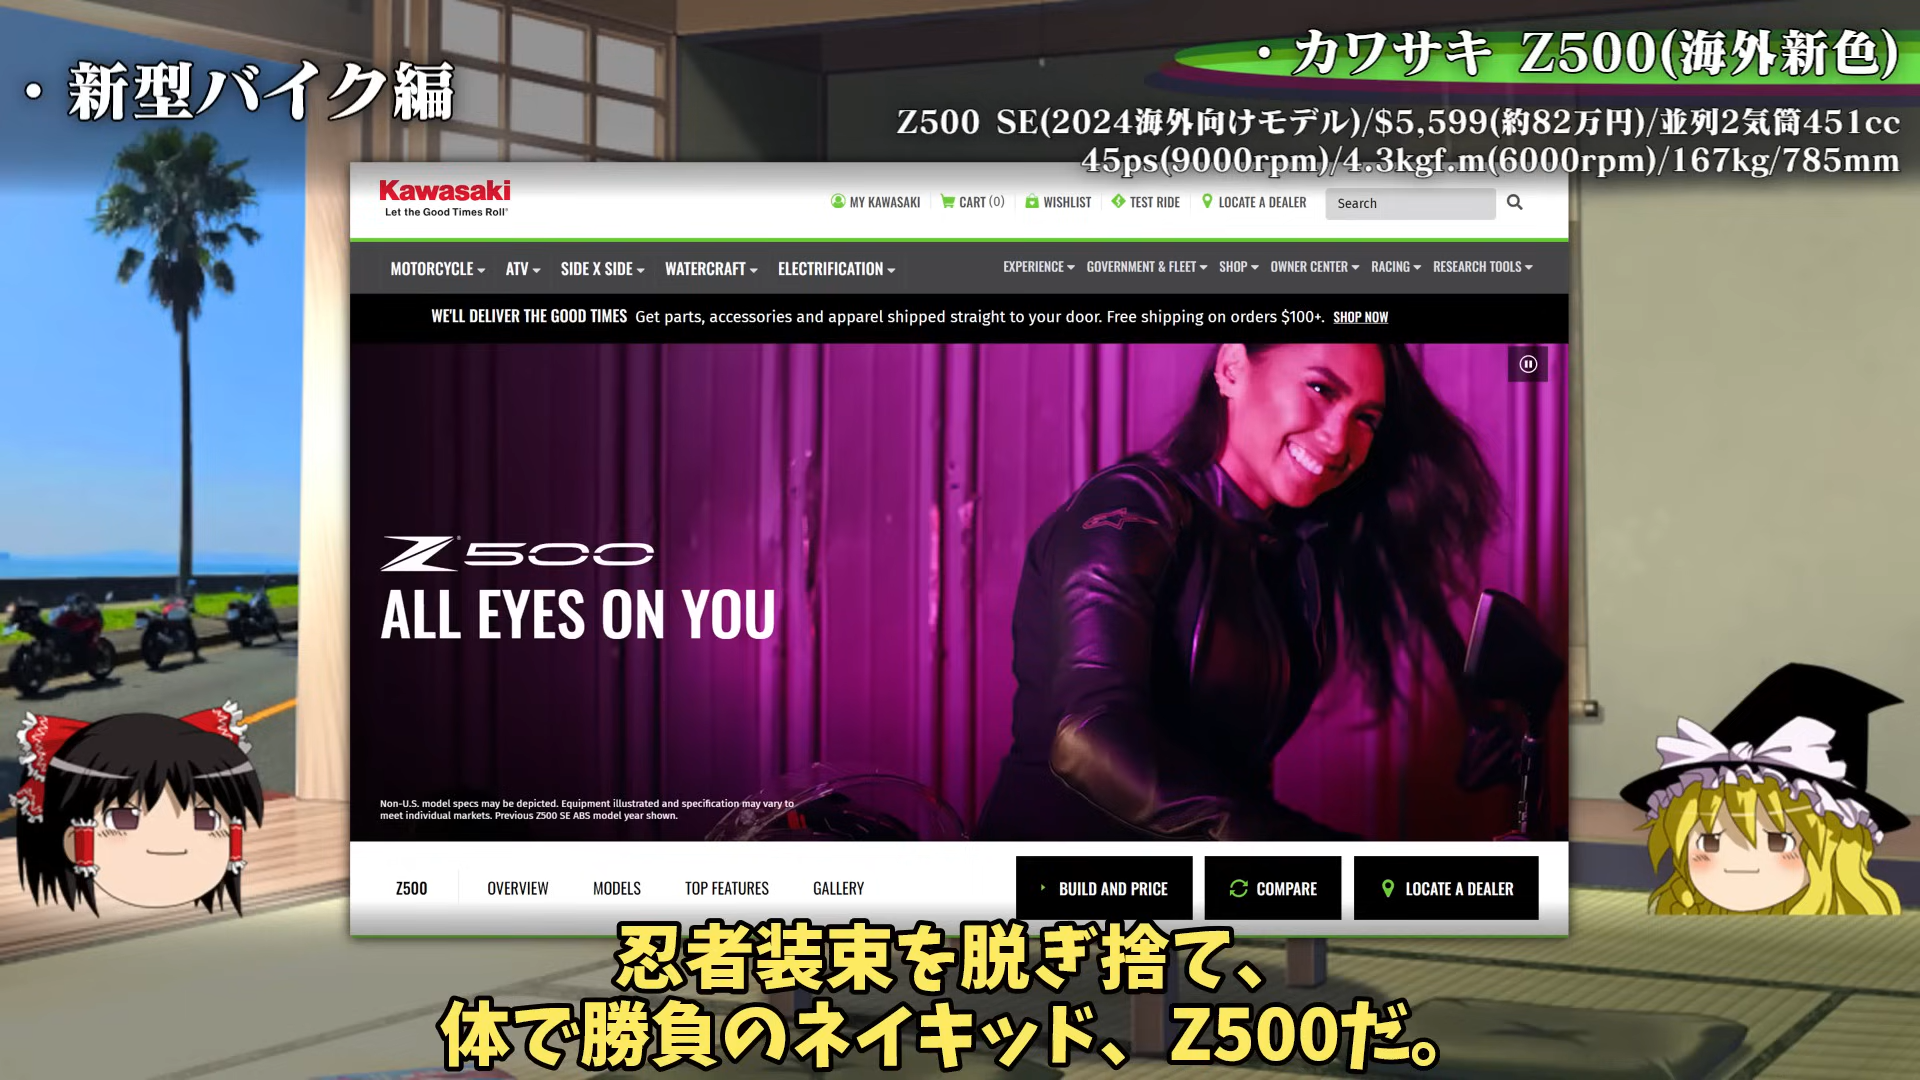 ・新型バイク編
・カワサキ Z500(海外新色)
Z500 SE(2024海外向けモデル)/$5,599(約82万円)/並列2気筒451cc
45ps(9000rpm)/4.3kgf.m(6000rpm)/167kg/785mm
Kawasaki
Let the Good Times Roll
MY KAWASAKI CART (0) WISHLIST TEST RIDE LOCATE A DEALER Search
MOTORCYCLE ATV SIDE X SIDE WATERCRAFT ELECTRIFICATION EXPERIENCE GOVERNMENT & FLEET SHOP OWNER CENTER RACING RESEARCH TOOLS
WE'LL DELIVER THE GOOD TIMES Get parts, accessories and apparel shipped straight to your door. Free shipping on orders $100+. SHOP NOW
Z500
ALL EYES ON YOU
Non-U.S. model specs may be depicted. Equipment illustrated and specification may vary to
meet individual markets. Previous Z500 SE ABS model year shown.
Z500 OVERVIEW MODELS TOP FEATURES GALLERY BUILD AND PRICE COMPARE LOCATE A DEALER
忍者装束を脱ぎ捨て、
体で勝負のネイキッド、Z500だ。